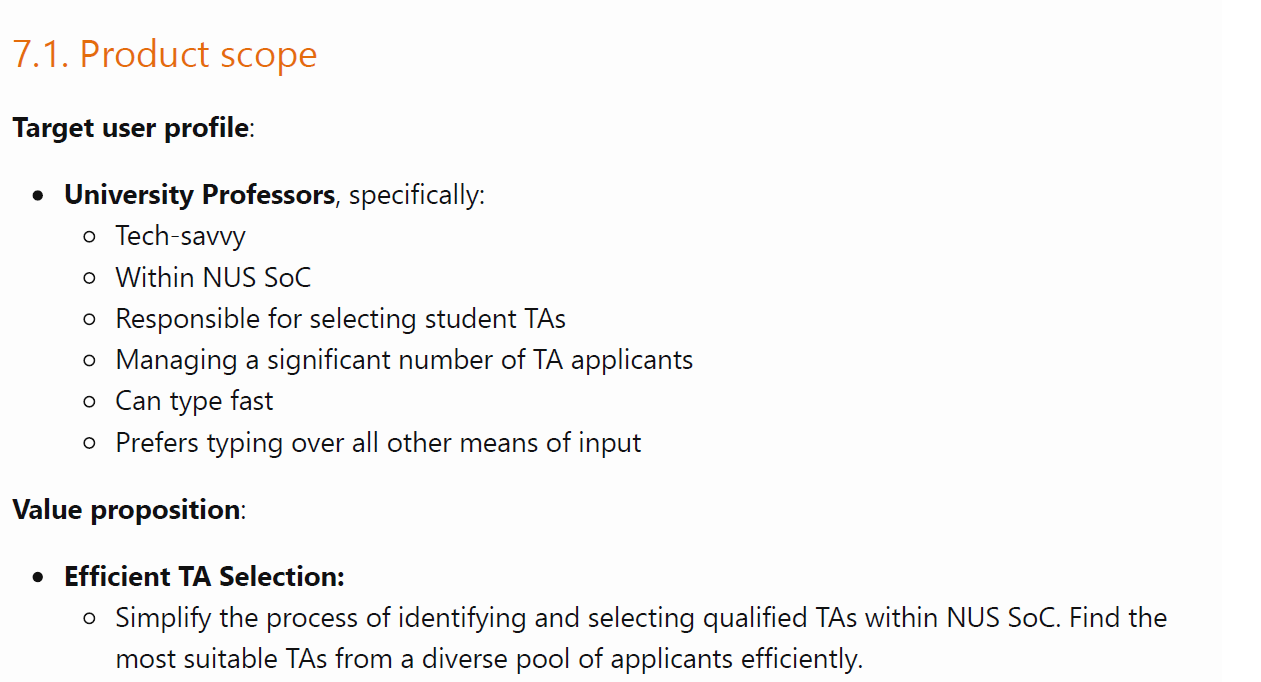 7.1. Product scope
Target user profile:
• University Professors, specifically:
◦ Tech-savvy
◦ Within NUS SoC
◦ Responsible for selecting student TAs
◦ Managing a significant number of TA applicants
◦ Can type fast
◦ Prefers typing over all other means of input
Value proposition:
• Efficient TA Selection:
◦ Simplify the process of identifying and selecting qualified TAs within NUS SoC. Find the
most suitable TAs from a diverse pool of applicants efficiently.